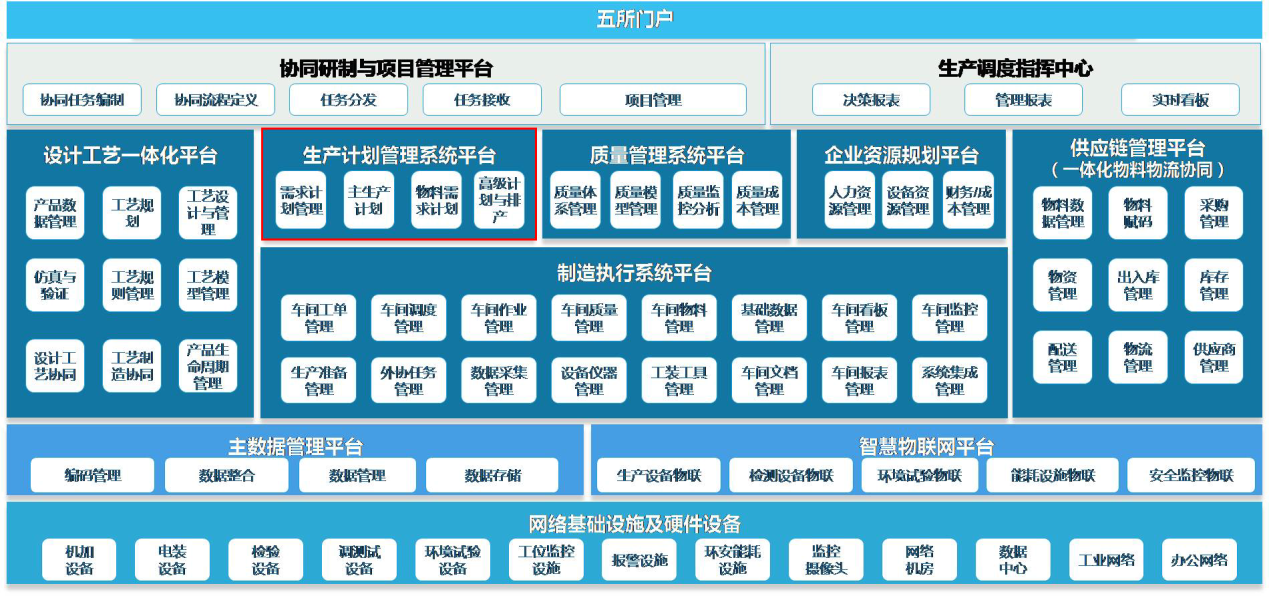 五所门户
协同研制与项目管理平台
协同任务编制
协同流程定义
任务分发
任务接收
项目管理
生产调度指挥中心
决策报表
管理报表
实时看板
设计工艺一体化平台
产品数
据管理
工艺规
划
工艺设
计与管
理
仿真与
验证
工艺规
则管理
工艺模
型管理
设计工
艺协同
工艺制
造协同
产品生
命周期
管理
生产计划管理系统平台
需求计
划管理
主生产
计划
物料需
求计划
高级计
划与排
产
质量管理系统平台
质量体
系管理
质量模
型管理
质量监
控分析
质量成
本管理
企业资源规划平台
人力资
源管理
设备资
源管理
财务/成
本管理
供应链管理平台
（一体化物料物流协同）
物料数
据管理
物料
赋码
采购
管理
物资
管理
出入库
管理
库存
管理
配送
管理
物流
管理
供应商
管理
制造执行系统平台
车间工单
管理
车间调度
管理
车间作业
管理
车间质量
管理
车间物料
管理
基础数据
管理
车间看板
管理
车间监控
管理
生产准备
管理
外协任务
管理
数据采集
管理
设备仪器
管理
工装工具
管理
车间文档
管理
车间报表
管理
系统集成
管理
主数据管理平台
编码管理
数据整合
数据管理
数据存储
智慧物联网平台
生产设备物联
检测设备物联
环境试验物联
能耗设施物联
安全监控物联
网络基础设施及硬件设备
机加
设备
电装
设备
检验
设备
调测试
设备
环境试验
设备
工位监控
设施
报警设施
环安能耗
设施
监控
摄像头
网络
机房
数据
中心
工业网络
办公网络